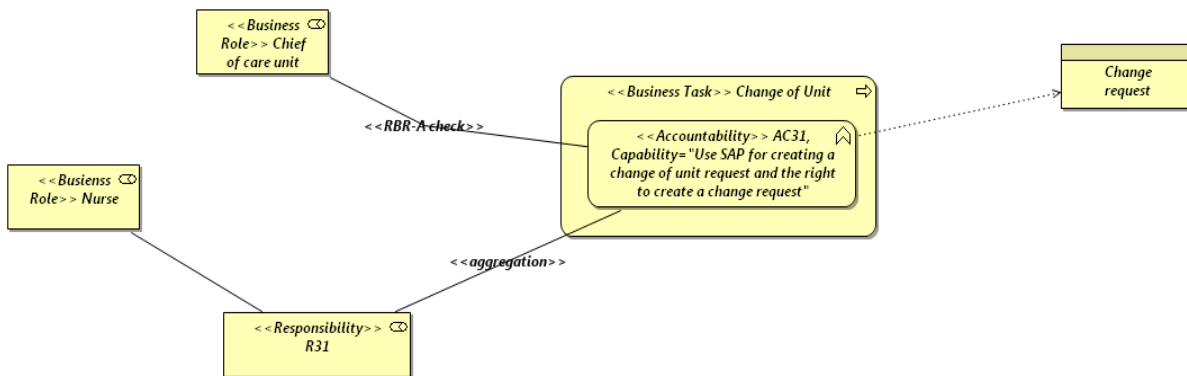 <<Business
Role>> Chief
of care unit
Change
request
<<Business Task>> Change of Unit
<<RBR-A check>>
<<Accountability>> AC31,
Capability="Use SAP for creating a
change of unit request and the right
to create a change request"
<<Busienss
Role>> Nurse
<<aggregation>>
<<Responsibility>>
R31